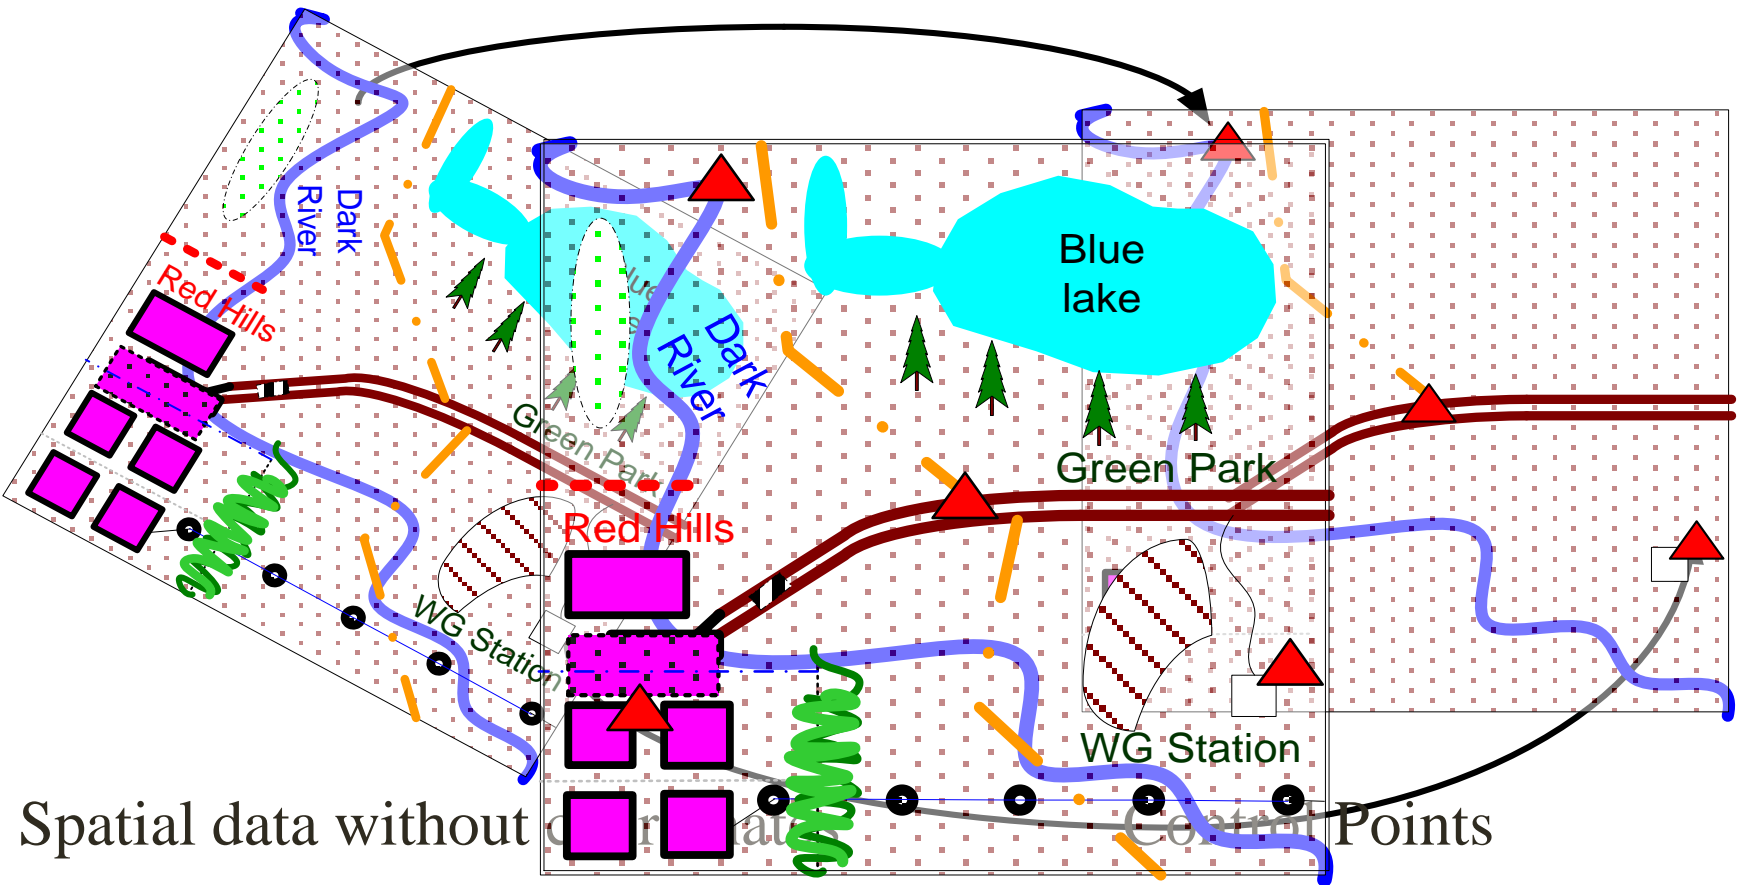 Dark
River
Red Hills
Green Park
WG Station
Dark
River
Blue
lake
Green Park
Red Hills
WG Station
Spatial data without
Control Points